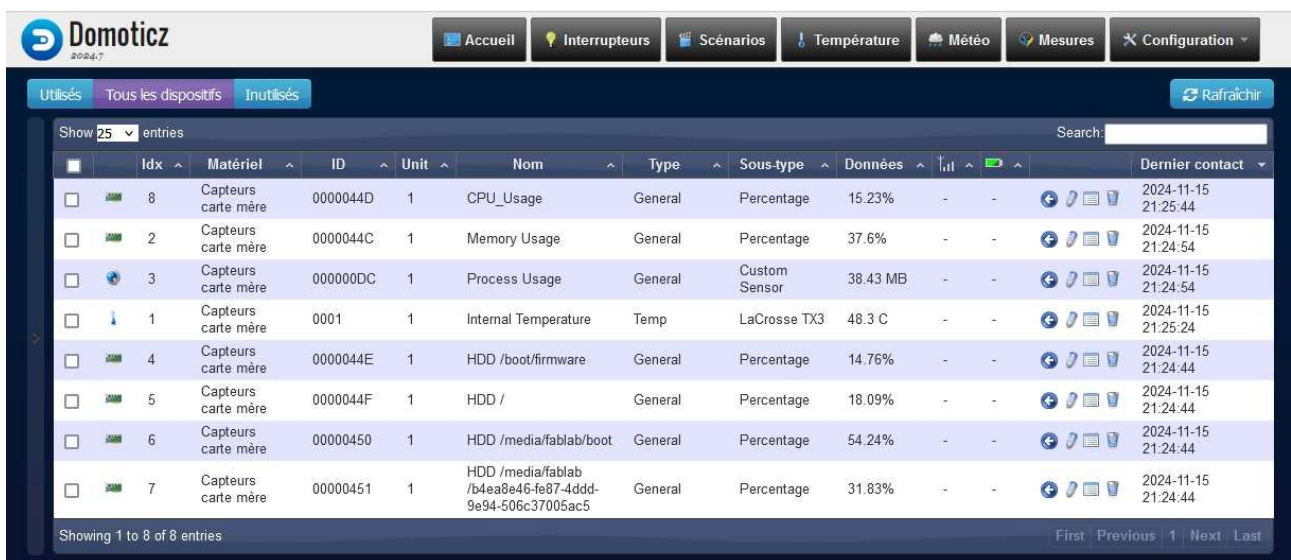 Domoticz
2024.7
Accueil Interrupteurs Scénarios Température Météo Mesures Configuration
Utilisés Tous les dispositifs Inutilisés Rafraîchir
Show 25 entries Search:
Idx Matériel ID Unit Nom Type Sous-type Données Dernier contact
8 Capteurs carte mère 0000044D 1 CPU_Usage General Percentage 15.23% - - 2024-11-15 21:25:44
2 Capteurs carte mère 0000044C 1 Memory Usage General Percentage 37.6% - - 2024-11-15 21:24:54
3 Capteurs carte mère 000000DC 1 Process Usage General Custom Sensor 38.43 MB - - 2024-11-15 21:24:54
1 Capteurs carte mère 0001 1 Internal Temperature Temp LaCrosse TX3 48.3 C - - 2024-11-15 21:25:24
4 Capteurs carte mère 0000044E 1 HDD /boot/firmware General Percentage 14.76% - - 2024-11-15 21:24:44
5 Capteurs carte mère 0000044F 1 HDD / General Percentage 18.09% - - 2024-11-15 21:24:44
6 Capteurs carte mère 00000450 1 HDD /media/fablab/boot General Percentage 54.24% - - 2024-11-15 21:24:44
7 Capteurs carte mère 00000451 1 HDD /media/fablab /b4ea8e46-fe87-4ddd-9e94-506c37005ac5 General Percentage 31.83% - - 2024-11-15 21:24:44
Showing 1 to 8 of 8 entries First Previous 1 Next Last